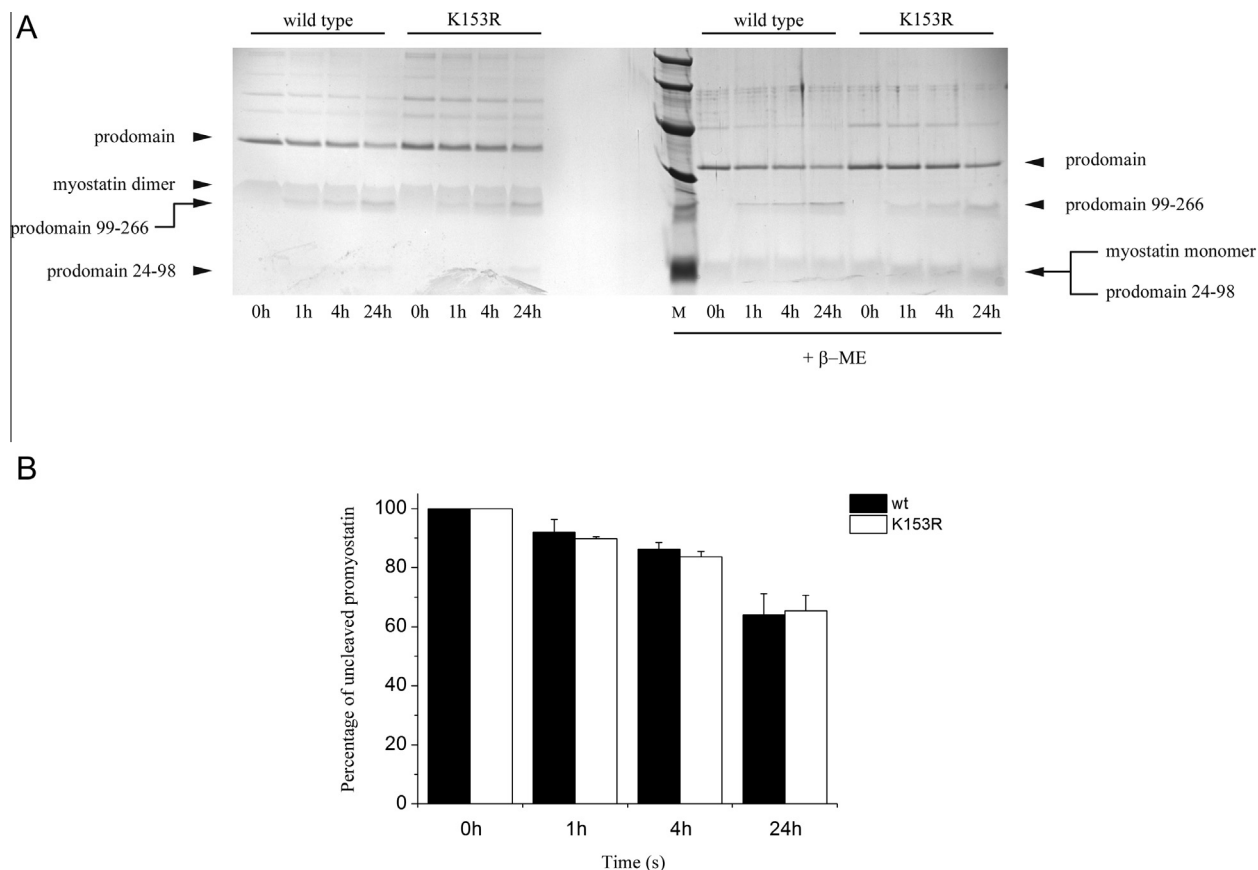 A
wild type K153R wild type K153R
prodomain
myostatin dimer
prodomain 99-266
prodomain 24-98
prodomain
prodomain 99-266
myostatin monomer
prodomain 24-98
0h 1h 4h 24h 0h 1h 4h 24h M 0h 1h 4h 24h 0h 1h 4h 24h
+ β–ME
B
Percentage of uncleaved promyostatin
100
80
60
40
20
0
wt
K153R
0h 1h 4h 24h
Time (s)